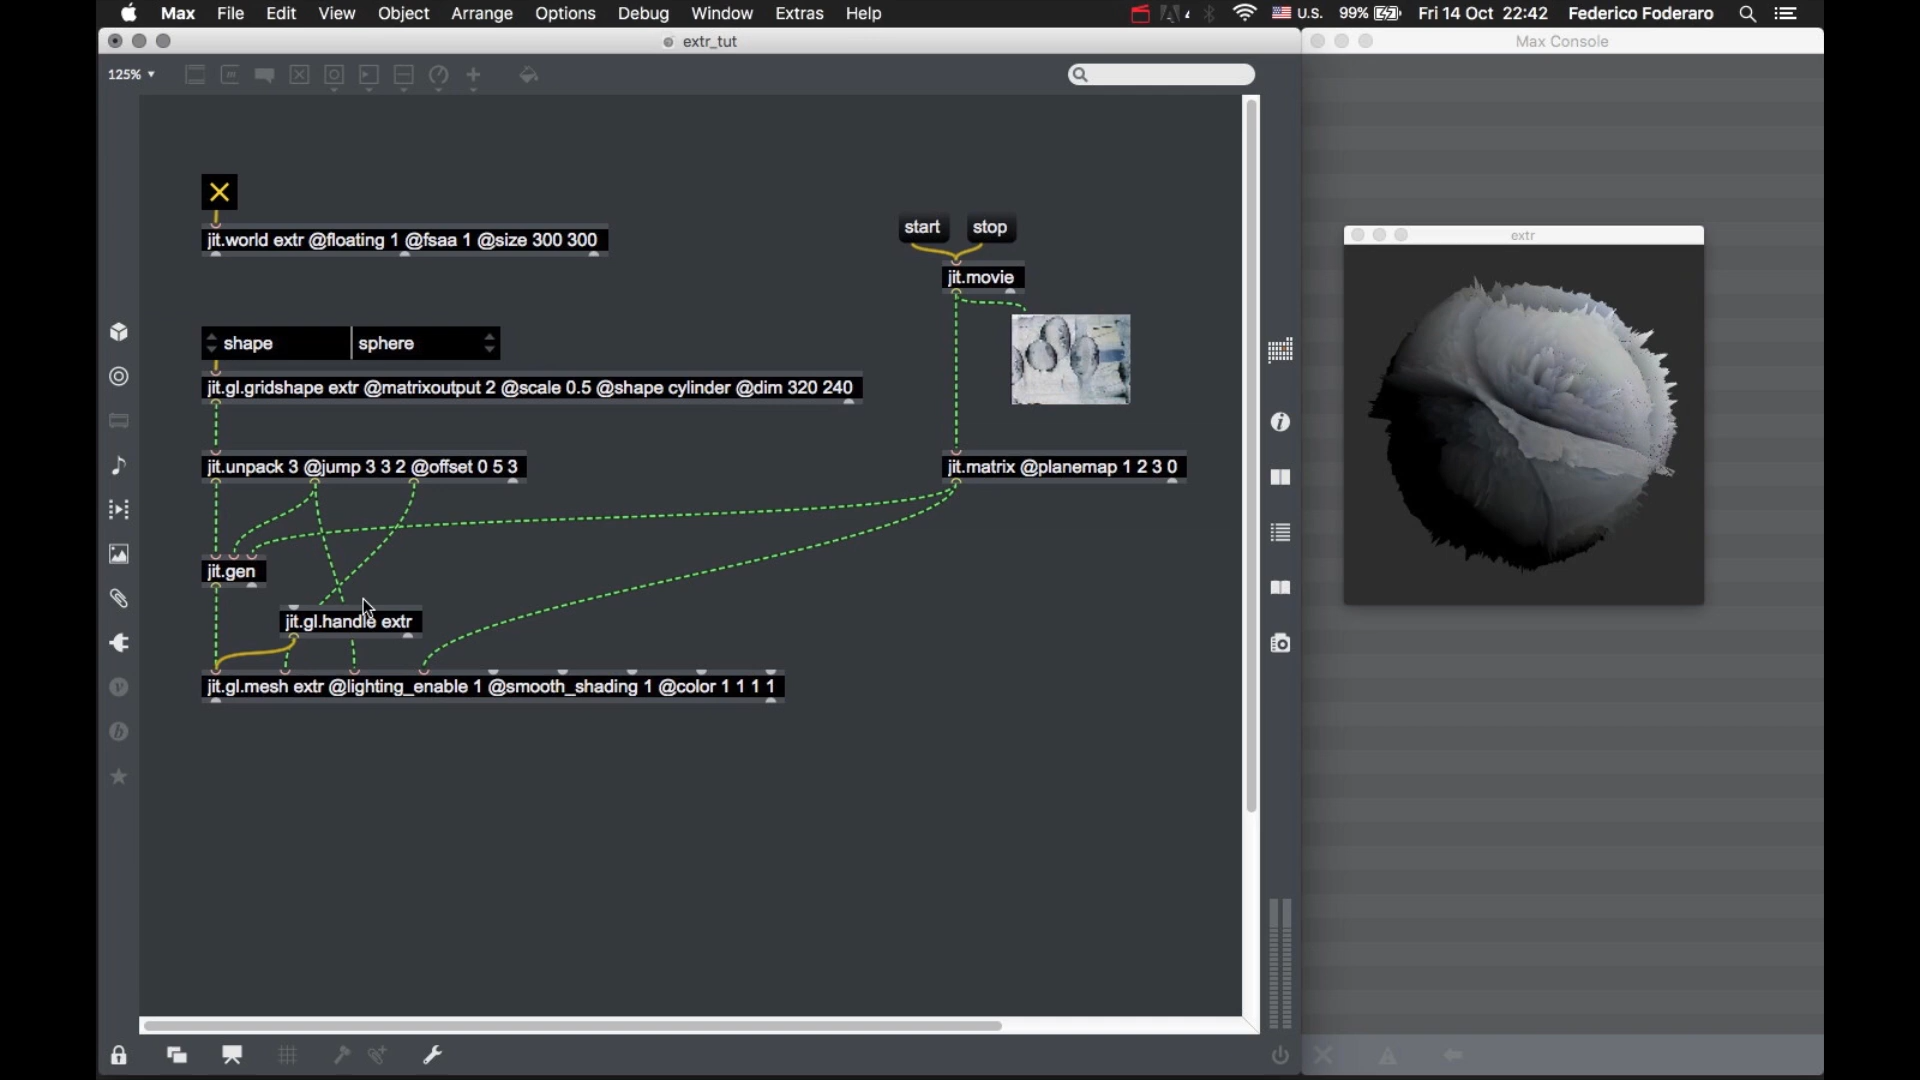 Max File Edit View Object Arrange Options Debug Window Extras Help U.S. 99% Fri 14 Oct 22:42 Federico Foderaro
extr_tut
Max Console
125%
start stop
jit.world extr @floating 1 @fsaa 1 @size 300 300
extr
jit.movie
shape sphere
jit.gl.gridshape extr @matrixoutput 2 @scale 0.5 @shape cylinder @dim 320 240
jit.unpack 3 @jump 3 3 2 @offset 0 5 3
jit.matrix @planemap 1 2 3 0
jit.gen
jit.gl.handle extr
jit.gl.mesh extr @lighting_enable 1 @smooth_shading 1 @color 1 1 1 1